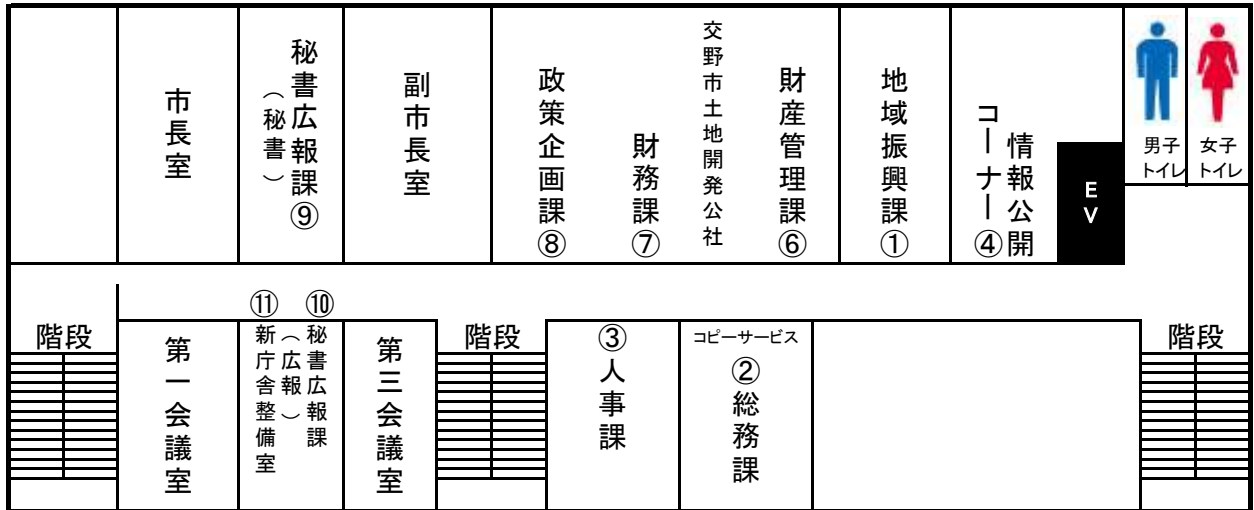 市長室
秘書広報課⑨
（秘書）
副市長室
政策企画課⑧
財務課⑦
交野市土地開発公社
財産管理課⑥
地域振興課①
情報公開
コーナー④
EV
男子
トイレ
女子
トイレ
階段
第一会議室
⑪
新庁舎整備室
⑩
秘書広報課
（広報）
第三会議室
階段
③人事課
コピーサービス
②総務課
階段